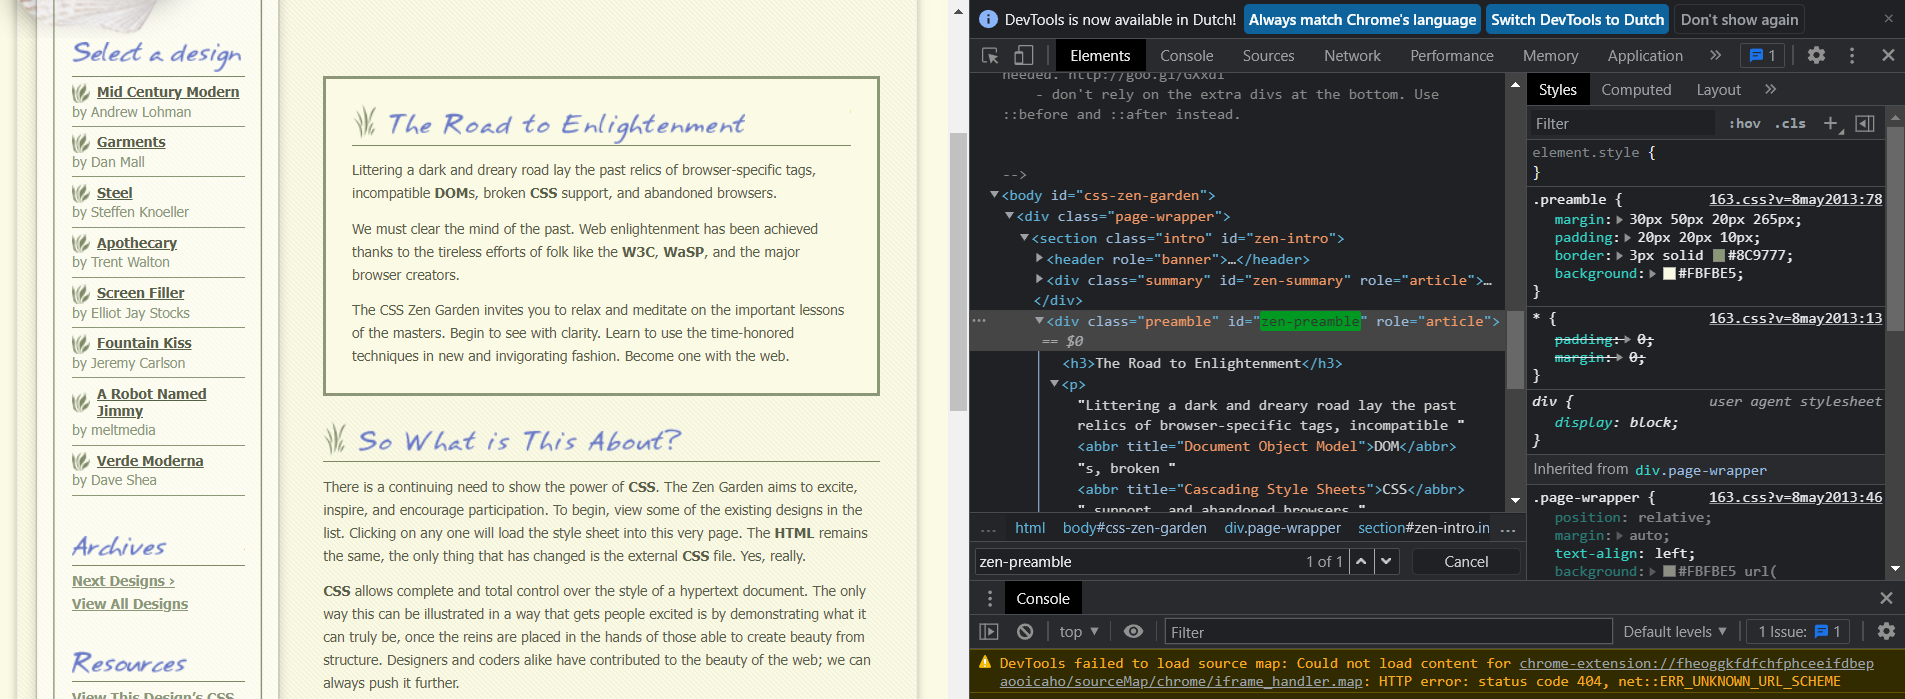 Select a design
Mid Century Modern
by Andrew Lohman
Garments
by Dan Mall
Steel
by Steffen Knoeller
Apothecary
by Trent Walton
Screen Filler
by Elliot Jay Stocks
Fountain Kiss
by Jeremy Carlson
A Robot Named
Jimmy
by meltmedia
Verde Moderna
by Dave Shea
Archives
Next Designs ›
View All Designs
Resources
View This Design's CSS
The Road to Enlightenment
Littering a dark and dreary road lay the past relics of browser-specific tags,
incompatible DOMs, broken CSS support, and abandoned browsers.
We must clear the mind of the past. Web enlightenment has been achieved
thanks to the tireless efforts of folk like the W3C, WaSP, and the major
browser creators.
The CSS Zen Garden invites you to relax and meditate on the important lessons
of the masters. Begin to see with clarity. Learn to use the time-honored
techniques in new and invigorating fashion. Become one with the web.
So What is This About?
There is a continuing need to show the power of CSS. The Zen Garden aims to excite,
inspire, and encourage participation. To begin, view some of the existing designs in the
list. Clicking on any one will load the style sheet into this very page. The HTML remains
the same, the only thing that has changed is the external CSS file. Yes, really.
CSS allows complete and total control over the style of a hypertext document. The only
way this can be illustrated in a way that gets people excited is by demonstrating what it
can truly be, once the reins are placed in the hands of those able to create beauty from
structure. Designers and coders alike have contributed to the beauty of the web; we can
always push it further.
DevTools is now available in Dutch! Always match Chrome's language Switch DevTools to Dutch Don't show again ×
Elements Console Sources Network Performance Memory Application » 1
needed. http://goo.gl/GXxdl
- don't rely on the extra divs at the bottom. Use
::before and ::after instead.
-->
<body id="css-zen-garden">
<div class="page-wrapper">
<section class="intro" id="zen-intro">
<header role="banner">…</header>
<div class="summary" id="zen-summary" role="article">…
</div>
<div class="preamble" id="zen-preamble" role="article">
== $0
<h3>The Road to Enlightenment</h3>
<p>
"Littering a dark and dreary road lay the past
relics of browser-specific tags, incompatible "
<abbr title="Document Object Model">DOM</abbr>
"s, broken "
<abbr title="Cascading Style Sheets">CSS</abbr>
" support, and abandoned browsers."
... html body#css-zen-garden div.page-wrapper section#zen-intro.in ...
zen-preamble 1 of 1 Cancel
Styles Computed Layout »
Filter :hov .cls +
element.style {
}
.preamble { 163.css?v=8may2013:78
margin: 30px 50px 20px 265px;
padding: 20px 20px 10px;
border: 3px solid #8C9777;
background: #FBFBE5;
}
* { 163.css?v=8may2013:13
padding: 0;
margin: 0;
}
div { user agent stylesheet
display: block;
}
Inherited from div.page-wrapper
.page-wrapper { 163.css?v=8may2013:46
position: relative;
margin: auto;
text-align: left;
background: #FBFBE5 url(
Console
top Filter Default levels 1 Issue: 1
DevTools failed to load source map: Could not load content for chrome-extension://fheoggkfdfchfphceeifdbep
aooicaho/sourceMap/chrome/iframe_handler.map: HTTP error: status code 404, net::ERR_UNKNOWN_URL_SCHEME